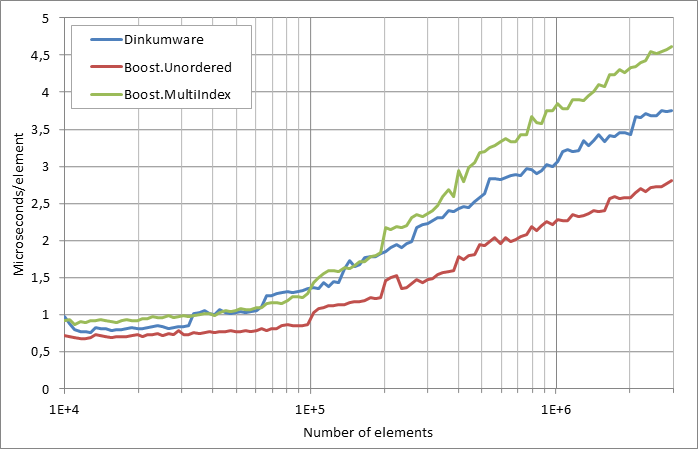 5
4,5
4
3,5
3
2,5
2
1,5
1
0,5
0
Microseconds/element
Dinkumware
Boost.Unordered
Boost.MultiIndex
1E+4
1E+5
1E+6
Number of elements